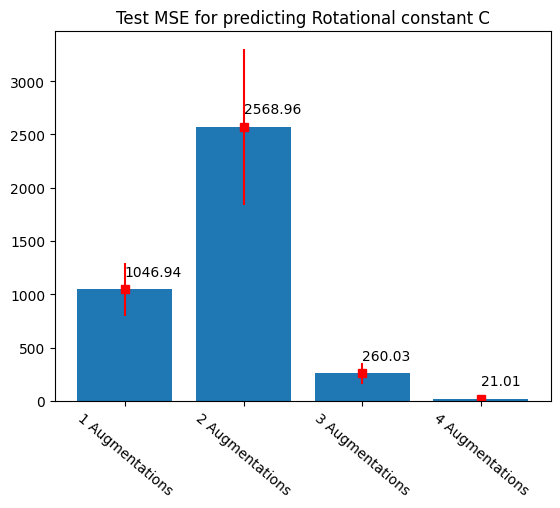 Test MSE for predicting Rotational constant C
3000
2500
2000
1500
1000
500
0
1046.94
2568.96
260.03
21.01
1 Augmentations
2 Augmentations
3 Augmentations
4 Augmentations